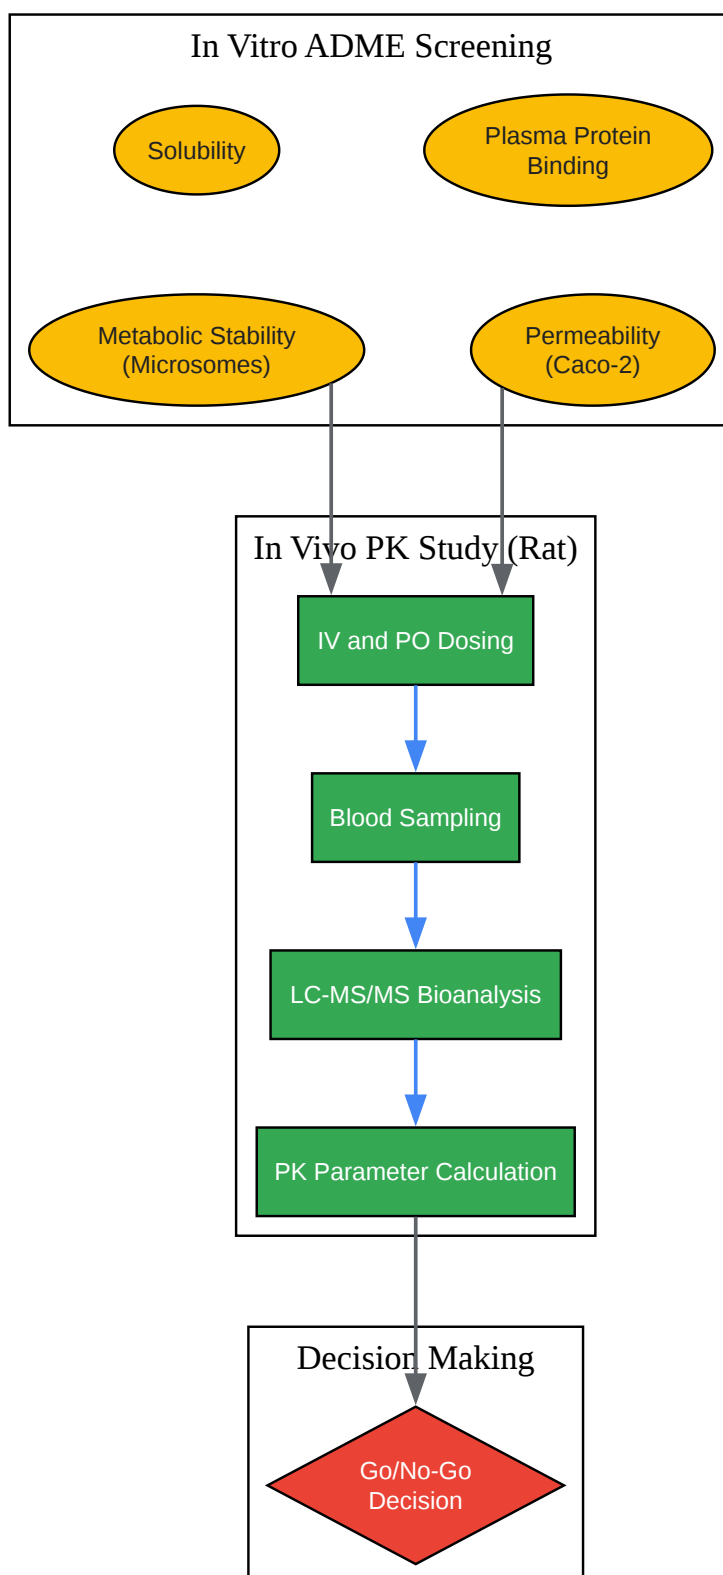 In Vitro ADME Screening
Solubility
Plasma Protein
Binding
Metabolic Stability
(Microsomes)
Permeability
(Caco-2)
In Vivo PK Study (Rat)
IV and PO Dosing
Blood Sampling
LC-MS/MS Bioanalysis
PK Parameter Calculation
Decision Making
Go/No-Go
Decision